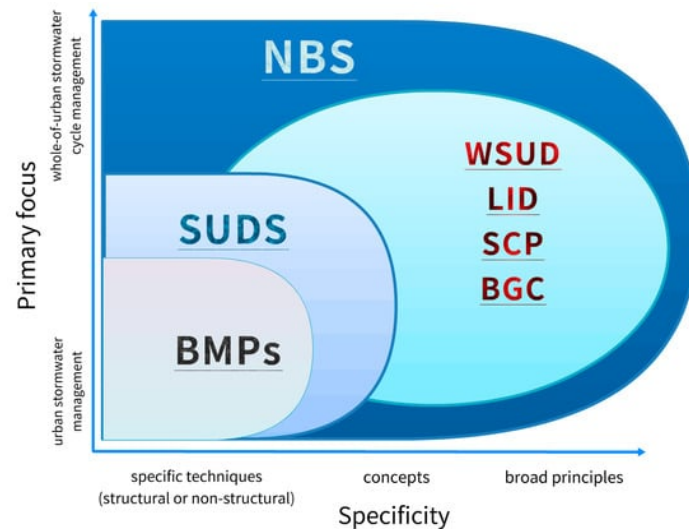 NBS
WSUD
LID
SCP
BGC
SUDS
BMPs
Primary focus
whole-of-urban stormwater
cycle management
urban stormwater
management
specific techniques
(structural or non-structural)
concepts
broad principles
Specificity